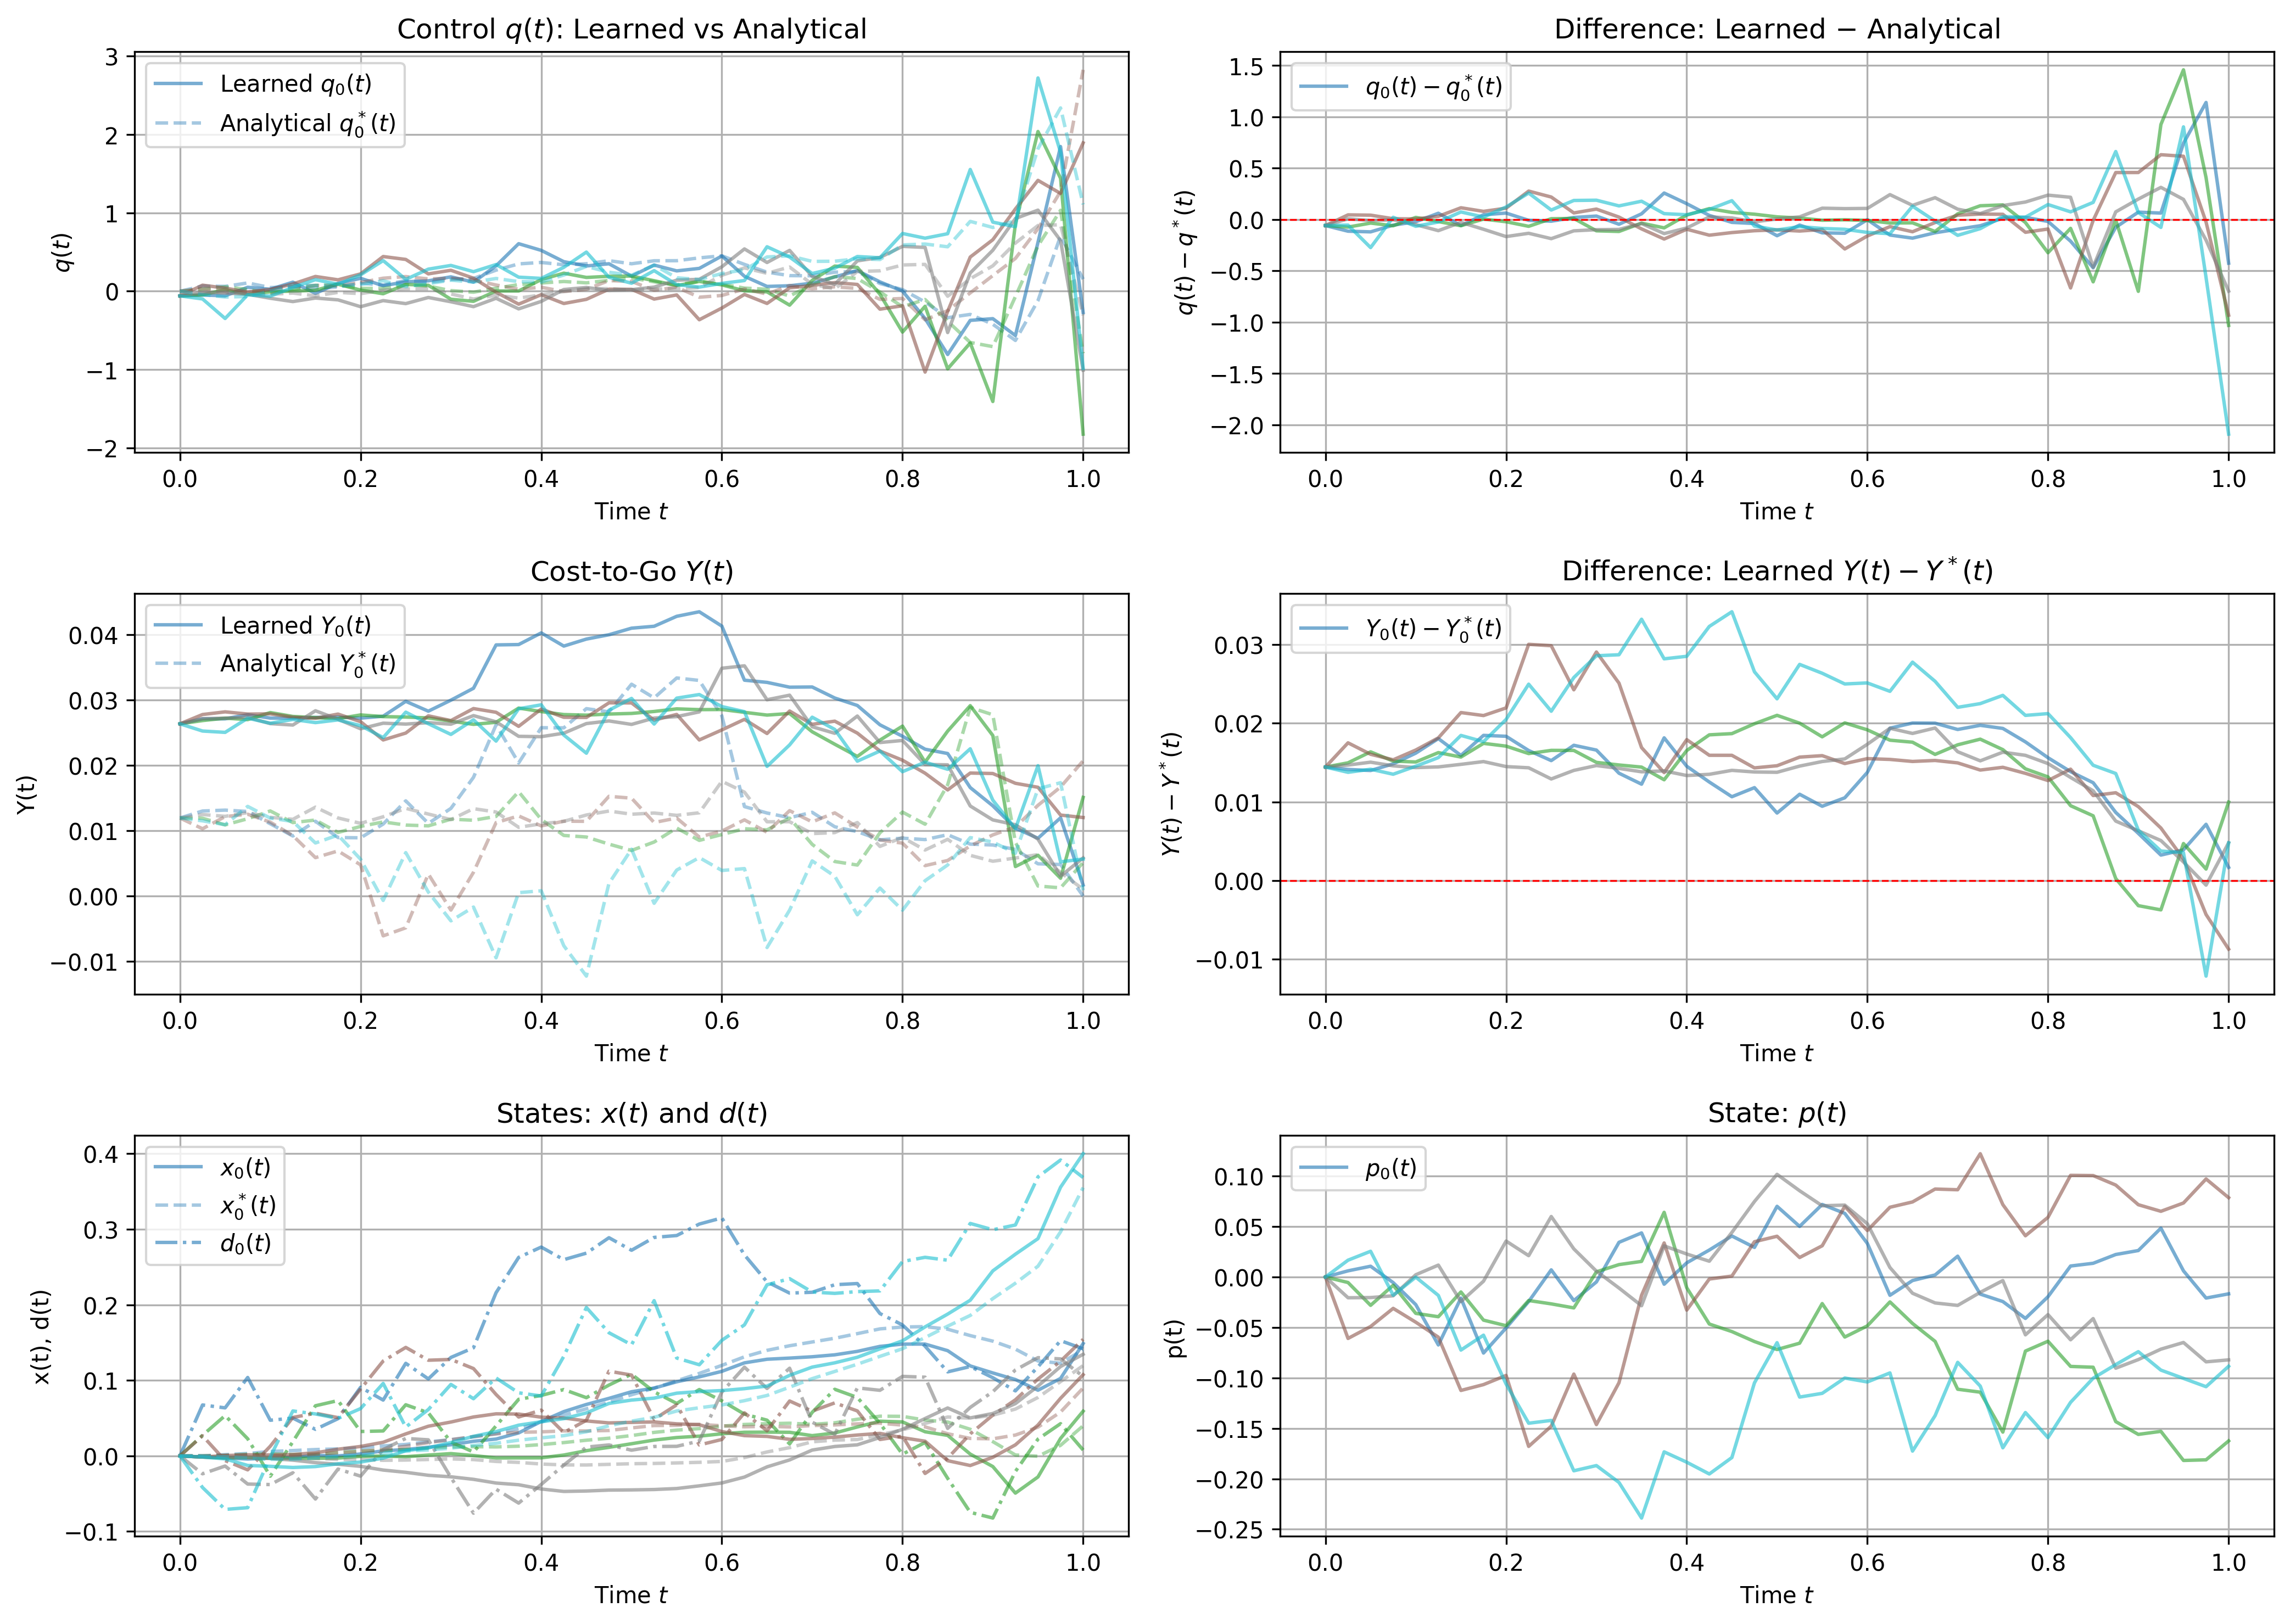 Control q(t): Learned vs Analytical
Learned q₀(t)
Analytical q₀*(t)
3
2
1
0
−1
−2
q(t)
0.0 0.2 0.4 0.6 0.8 1.0
Time t
Difference: Learned − Analytical
q₀(t) − q₀*(t)
1.5
1.0
0.5
0.0
−0.5
−1.0
−1.5
−2.0
q(t) − q*(t)
0.0 0.2 0.4 0.6 0.8 1.0
Time t
Cost-to-Go Y(t)
Learned Y₀(t)
Analytical Y₀*(t)
0.04
0.03
0.02
0.01
0.00
−0.01
Y(t)
0.0 0.2 0.4 0.6 0.8 1.0
Time t
Difference: Learned Y(t) − Y*(t)
Y₀(t) − Y₀*(t)
0.03
0.02
0.01
0.00
−0.01
Y(t) − Y*(t)
0.0 0.2 0.4 0.6 0.8 1.0
Time t
States: x(t) and d(t)
x₀(t)
x₀*(t)
d₀(t)
0.4
0.3
0.2
0.1
0.0
−0.1
x(t), d(t)
0.0 0.2 0.4 0.6 0.8 1.0
Time t
State: p(t)
p₀(t)
0.10
0.05
0.00
−0.05
−0.10
−0.15
−0.20
−0.25
p(t)
0.0 0.2 0.4 0.6 0.8 1.0
Time t